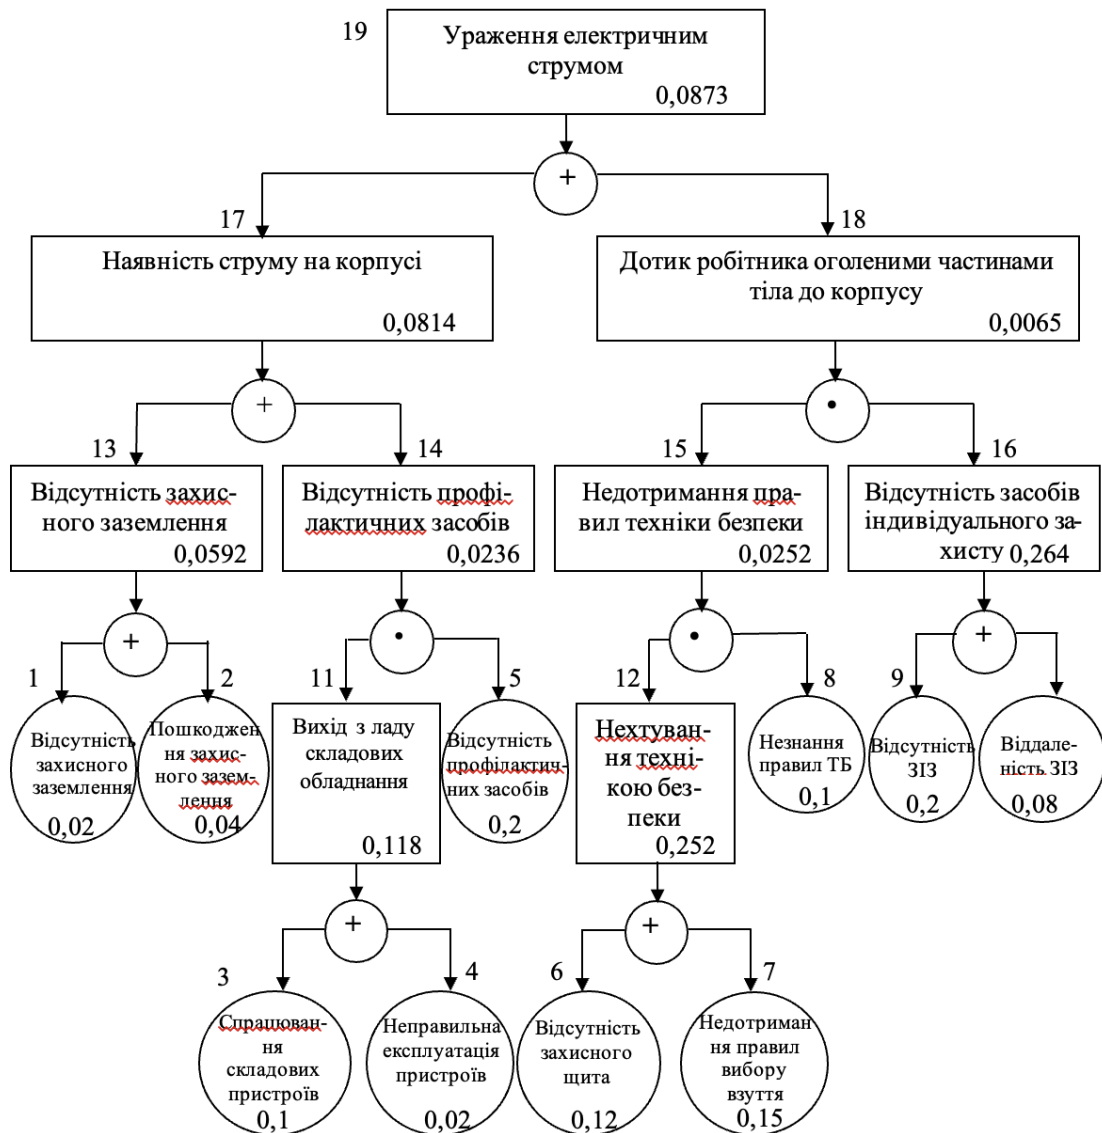 19
Ураження електричним
струмом
0,0873
+
17
18
Наявність струму на корпусі
0,0814
Дотик робітника оголеними частинами
тіла до корпусу
0,0065
+
•
13
14
15
16
Відсутність захис-
ного заземлення
0,0592
Відсутність профі-
лактичних засобів
0,0236
Недотримання пра-
вил техніки безпеки
0,0252
Відсутність засобів
індивідуального за-
хисту 0,264
+
•
•
+
1
2
11
5
12
8
9
Відсутність
захисного
заземлення
0,02
Пошкоджен
ня захис-
ного зазем-
лення
0,04
Вихід з ладу
складових
обладнання
0,118
Відсутність
профілактич-
них засобів
0,2
Нехтуван-
ня техні-
кою без-
пеки
0,252
Незнання
правил ТБ
0,1
Відсутність
ЗІЗ
0,2
Віддале-
ність ЗІЗ
0,08
+
+
3
4
6
7
Спрацюван-
ня
складових
пристроїв
0,1
Неправильна
експлуатація
пристроїв
0,02
Відсутність
захисного
щита
0,12
Недотриман
ня правил
вибору
взуття
0,15